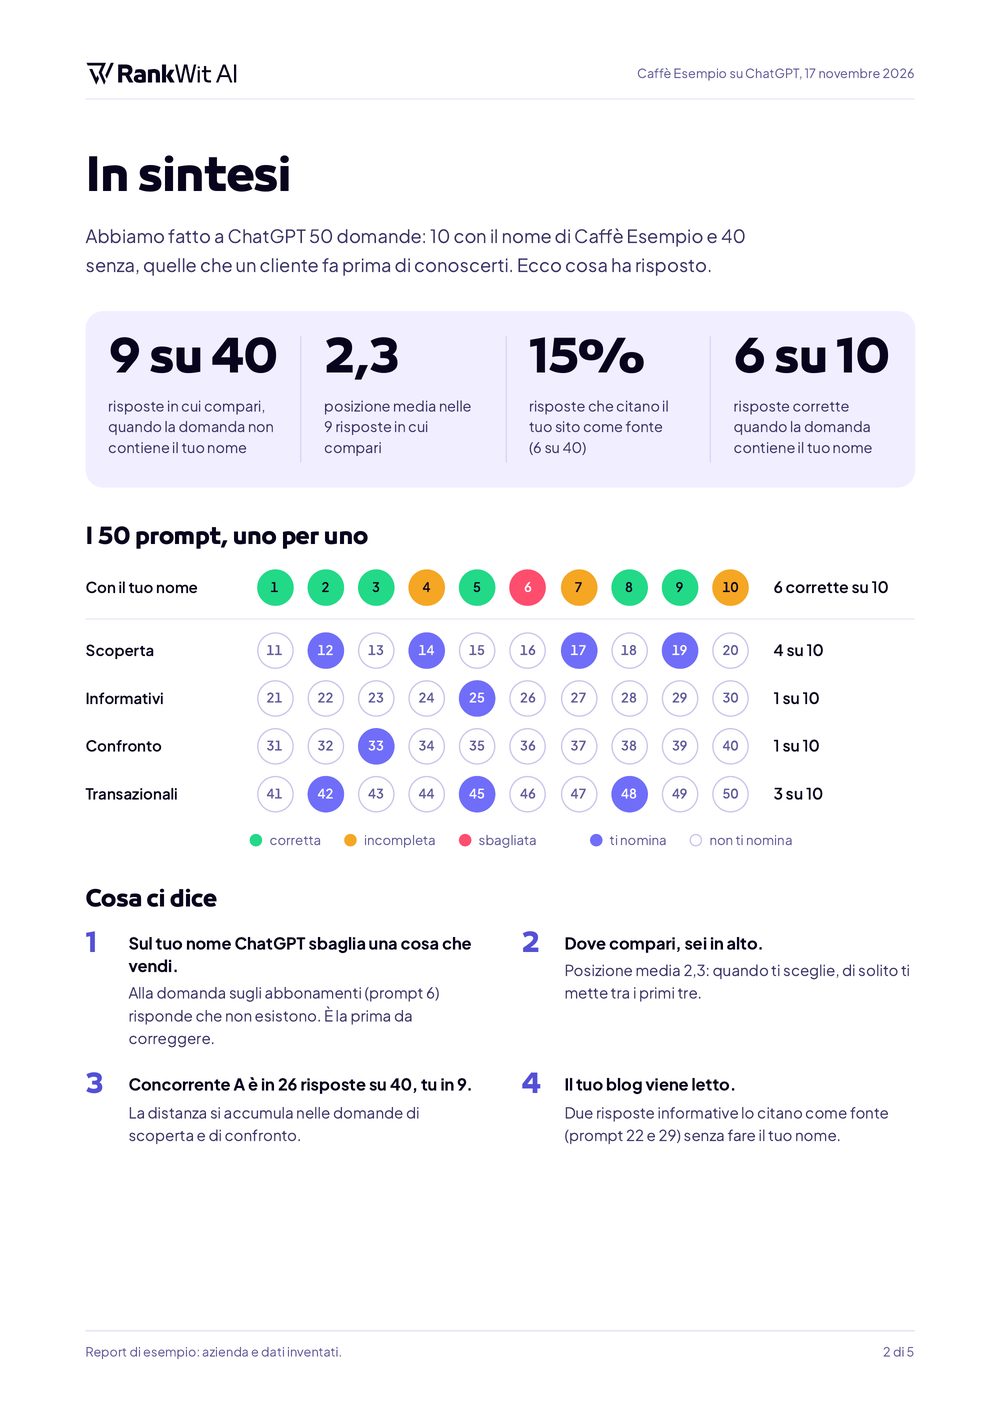 RankWit AI
Caffè Esempio su ChatGPT, 17 novembre 2026
In sintesi
Abbiamo fatto a ChatGPT 50 domande: 10 con il nome di Caffè Esempio e 40
senza, quelle che un cliente fa prima di conoscerti. Ecco cosa ha risposto.
9 su 40
risposte in cui compari,
quando la domanda non
contiene il tuo nome
2,3
posizione media nelle
9 risposte in cui
compari
15%
risposte che citano il
tuo sito come fonte
(6 su 40)
6 su 10
risposte corrette
quando la domanda
contiene il tuo nome
I 50 prompt, uno per uno
Con il tuo nome 1 2 3 4 5 6 7 8 9 10 6 corrette su 10
Scoperta 11 12 13 14 15 16 17 18 19 20 4 su 10
Informativi 21 22 23 24 25 26 27 28 29 30 1 su 10
Confronto 31 32 33 34 35 36 37 38 39 40 1 su 10
Transazionali 41 42 43 44 45 46 47 48 49 50 3 su 10
corretta incompleta sbagliata ti nomina non ti nomina
Cosa ci dice
1 Sul tuo nome ChatGPT sbaglia una cosa che
vendi.
Alla domanda sugli abbonamenti (prompt 6)
risponde che non esistono. È la prima da
correggere.
2 Dove compari, sei in alto.
Posizione media 2,3: quando ti sceglie, di solito ti
mette tra i primi tre.
3 Concorrente A è in 26 risposte su 40, tu in 9.
La distanza si accumula nelle domande di
scoperta e di confronto.
4 Il tuo blog viene letto.
Due risposte informative lo citano come fonte
(prompt 22 e 29) senza fare il tuo nome.
Report di esempio: azienda e dati inventati.
2 di 5